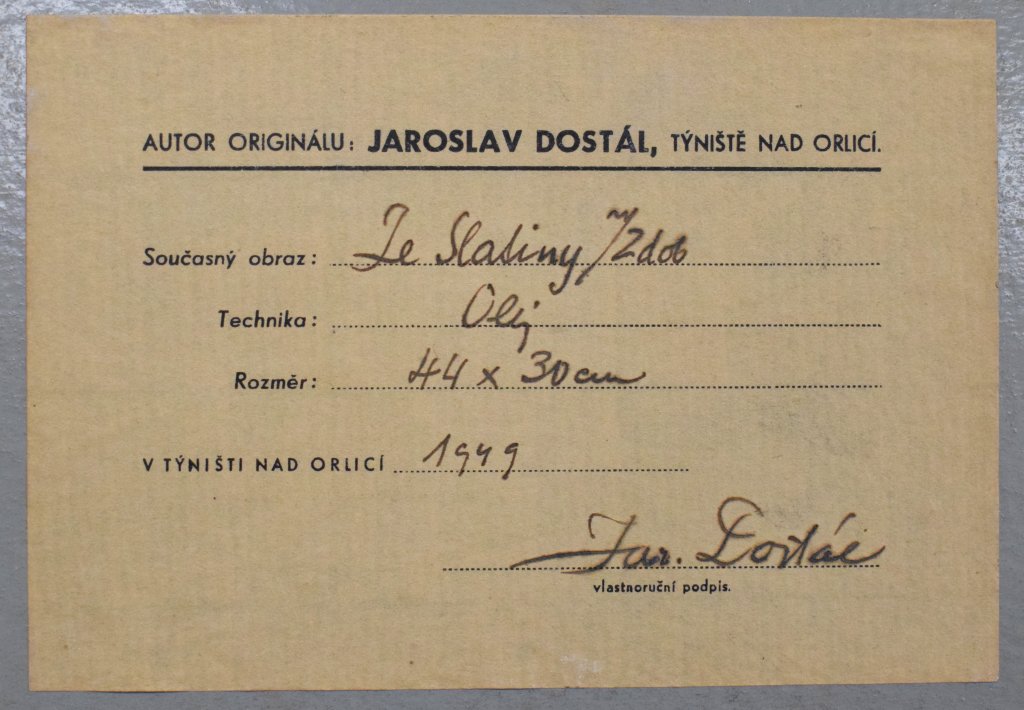 AUTOR ORIGINÁLU: JAROSLAV DOSTÁL, TÝNIŠTĚ NAD ORLICÍ.
Současný obraz: Ze Slatiny n/Zdob
Technika: Olej
Rozměr: 44 x 30 cm
V TÝNIŠTI NAD ORLICÍ 1949
Jar. Dostál
vlastnoruční podpis.